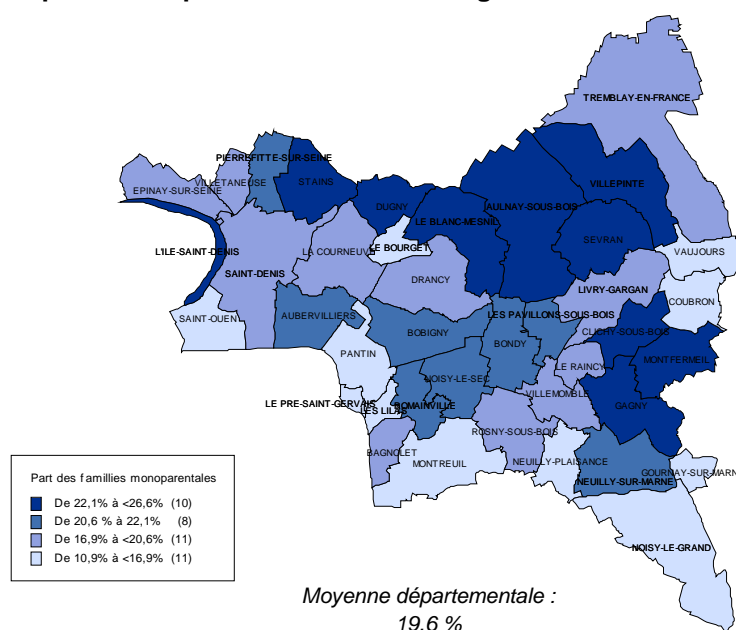 TREMBLAY-EN-FRANCE
PIERREFITTE-SUR-SEINE
VILLETANEUSE
EPINAY-SUR-SEINE
STAINS
VILLEPINTE
DUGNY
AULNAY-SOUS-BOIS
LE BLANC-MESNIL
SEVRAN
L'ILE-SAINT-DENIS
LA COURNEUVE
LE BOURGET
VAUJOURS
SAINT-DENIS
DRANCY
LIVRY-GARGAN
COUBRON
SAINT-OUEN
AUBERVILLIERS
LES PAVILLONS-SOUS-BOIS
CLICHY-SOUS-BOIS
BOBIGNY
BONDY
PANTIN
MONTFERMEIL
LE RAINCY
NOISY-LE-SEC
VILLEMOMBLE
LE PRE-SAINT-GERVAIS
LES LILAS
ROMAINVILLE
GAGNY
ROSNY-SOUS-BOIS
BAGNOLET
MONTREUIL
NEUILLY-PLAISANCE
GOURNAY-SUR-MARN
NEUILLY-SUR-MARNE
NOISY-LE-GRAND
Part des famillies monoparentales
De 22,1% à <26,6% (10)
De 20,6 % à 22,1% (8)
De 16,9% à <20,6% (11)
De 10,9% à <16,9% (11)
Moyenne départementale :
19,6 %